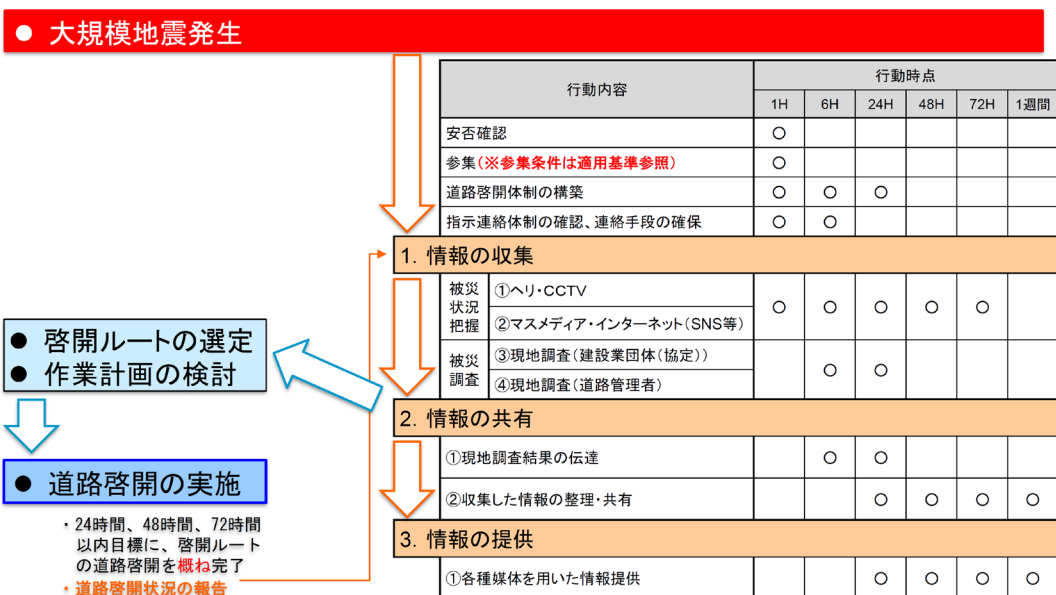 ● 大規模地震発生
行動内容 行動時点
1H 6H 24H 48H 72H 1週間
安否確認 ○
参集(※参集条件は適用基準参照) ○
道路啓開体制の構築 ○ ○ ○
指示連絡体制の確認、連絡手段の確保 ○ ○
1. 情報の収集
被災
状況
把握
①ヘリ・CCTV
②マスメディア・インターネット(SNS等)
○ ○ ○ ○ ○
被災
調査
③現地調査(建設業団体(協定))
④現地調査(道路管理者)
○ ○
2. 情報の共有
①現地調査結果の伝達 ○ ○
②収集した情報の整理・共有 ○ ○ ○ ○
3. 情報の提供
①各種媒体を用いた情報提供 ○ ○ ○ ○
● 啓開ルートの選定
● 作業計画の検討
● 道路啓開の実施
・24時間、48時間、72時間
以内目標に、啓開ルート
の道路啓開を概ね完了
・道路啓開状況の報告